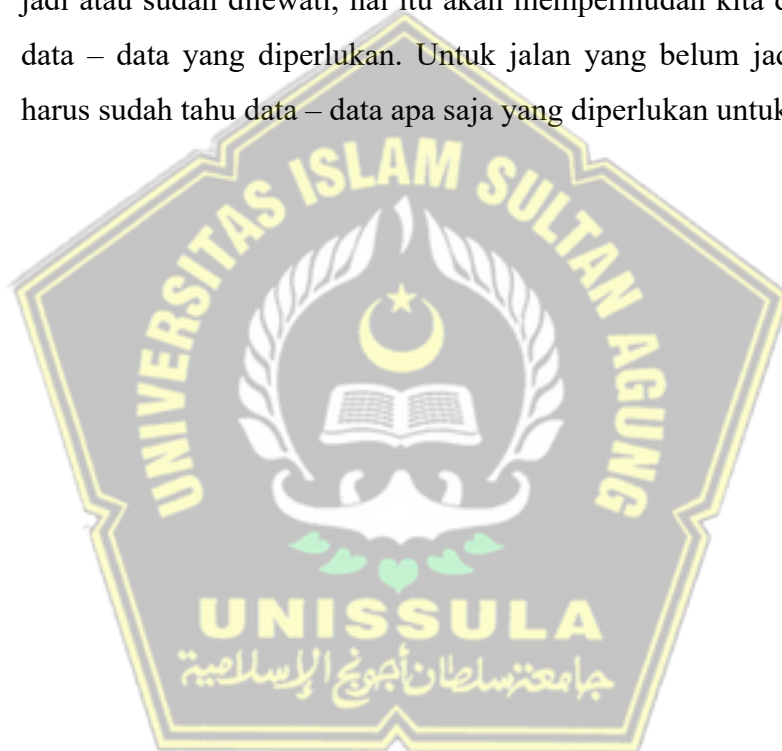 jadi atau sudah dilewati, hal itu akan mempermudah kita
data – data yang diperlukan. Untuk jalan yang belum
harus sudah tahu data – data apa saja yang diperlukan untuk
UNIVERSITAS ISLAM SULTAN AGUNG
UNISSULA
جامعة سلطان أجونج الإسلامية